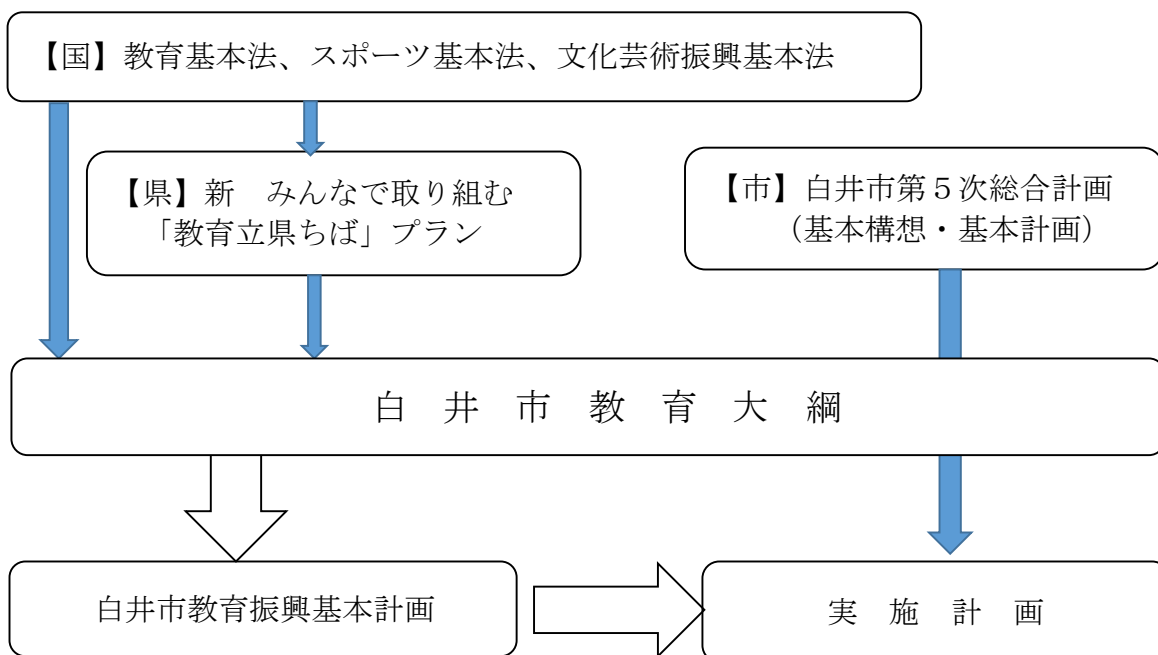 【国】教育基本法、スポーツ基本法、文化芸術振興基本法
【県】新　みんなで取り組む
「教育立県ちば」プラン
【市】白井市第５次総合計画
（基本構想・基本計画）
白　井　市　教　育　大　綱
白井市教育振興基本計画
実　施　計　画